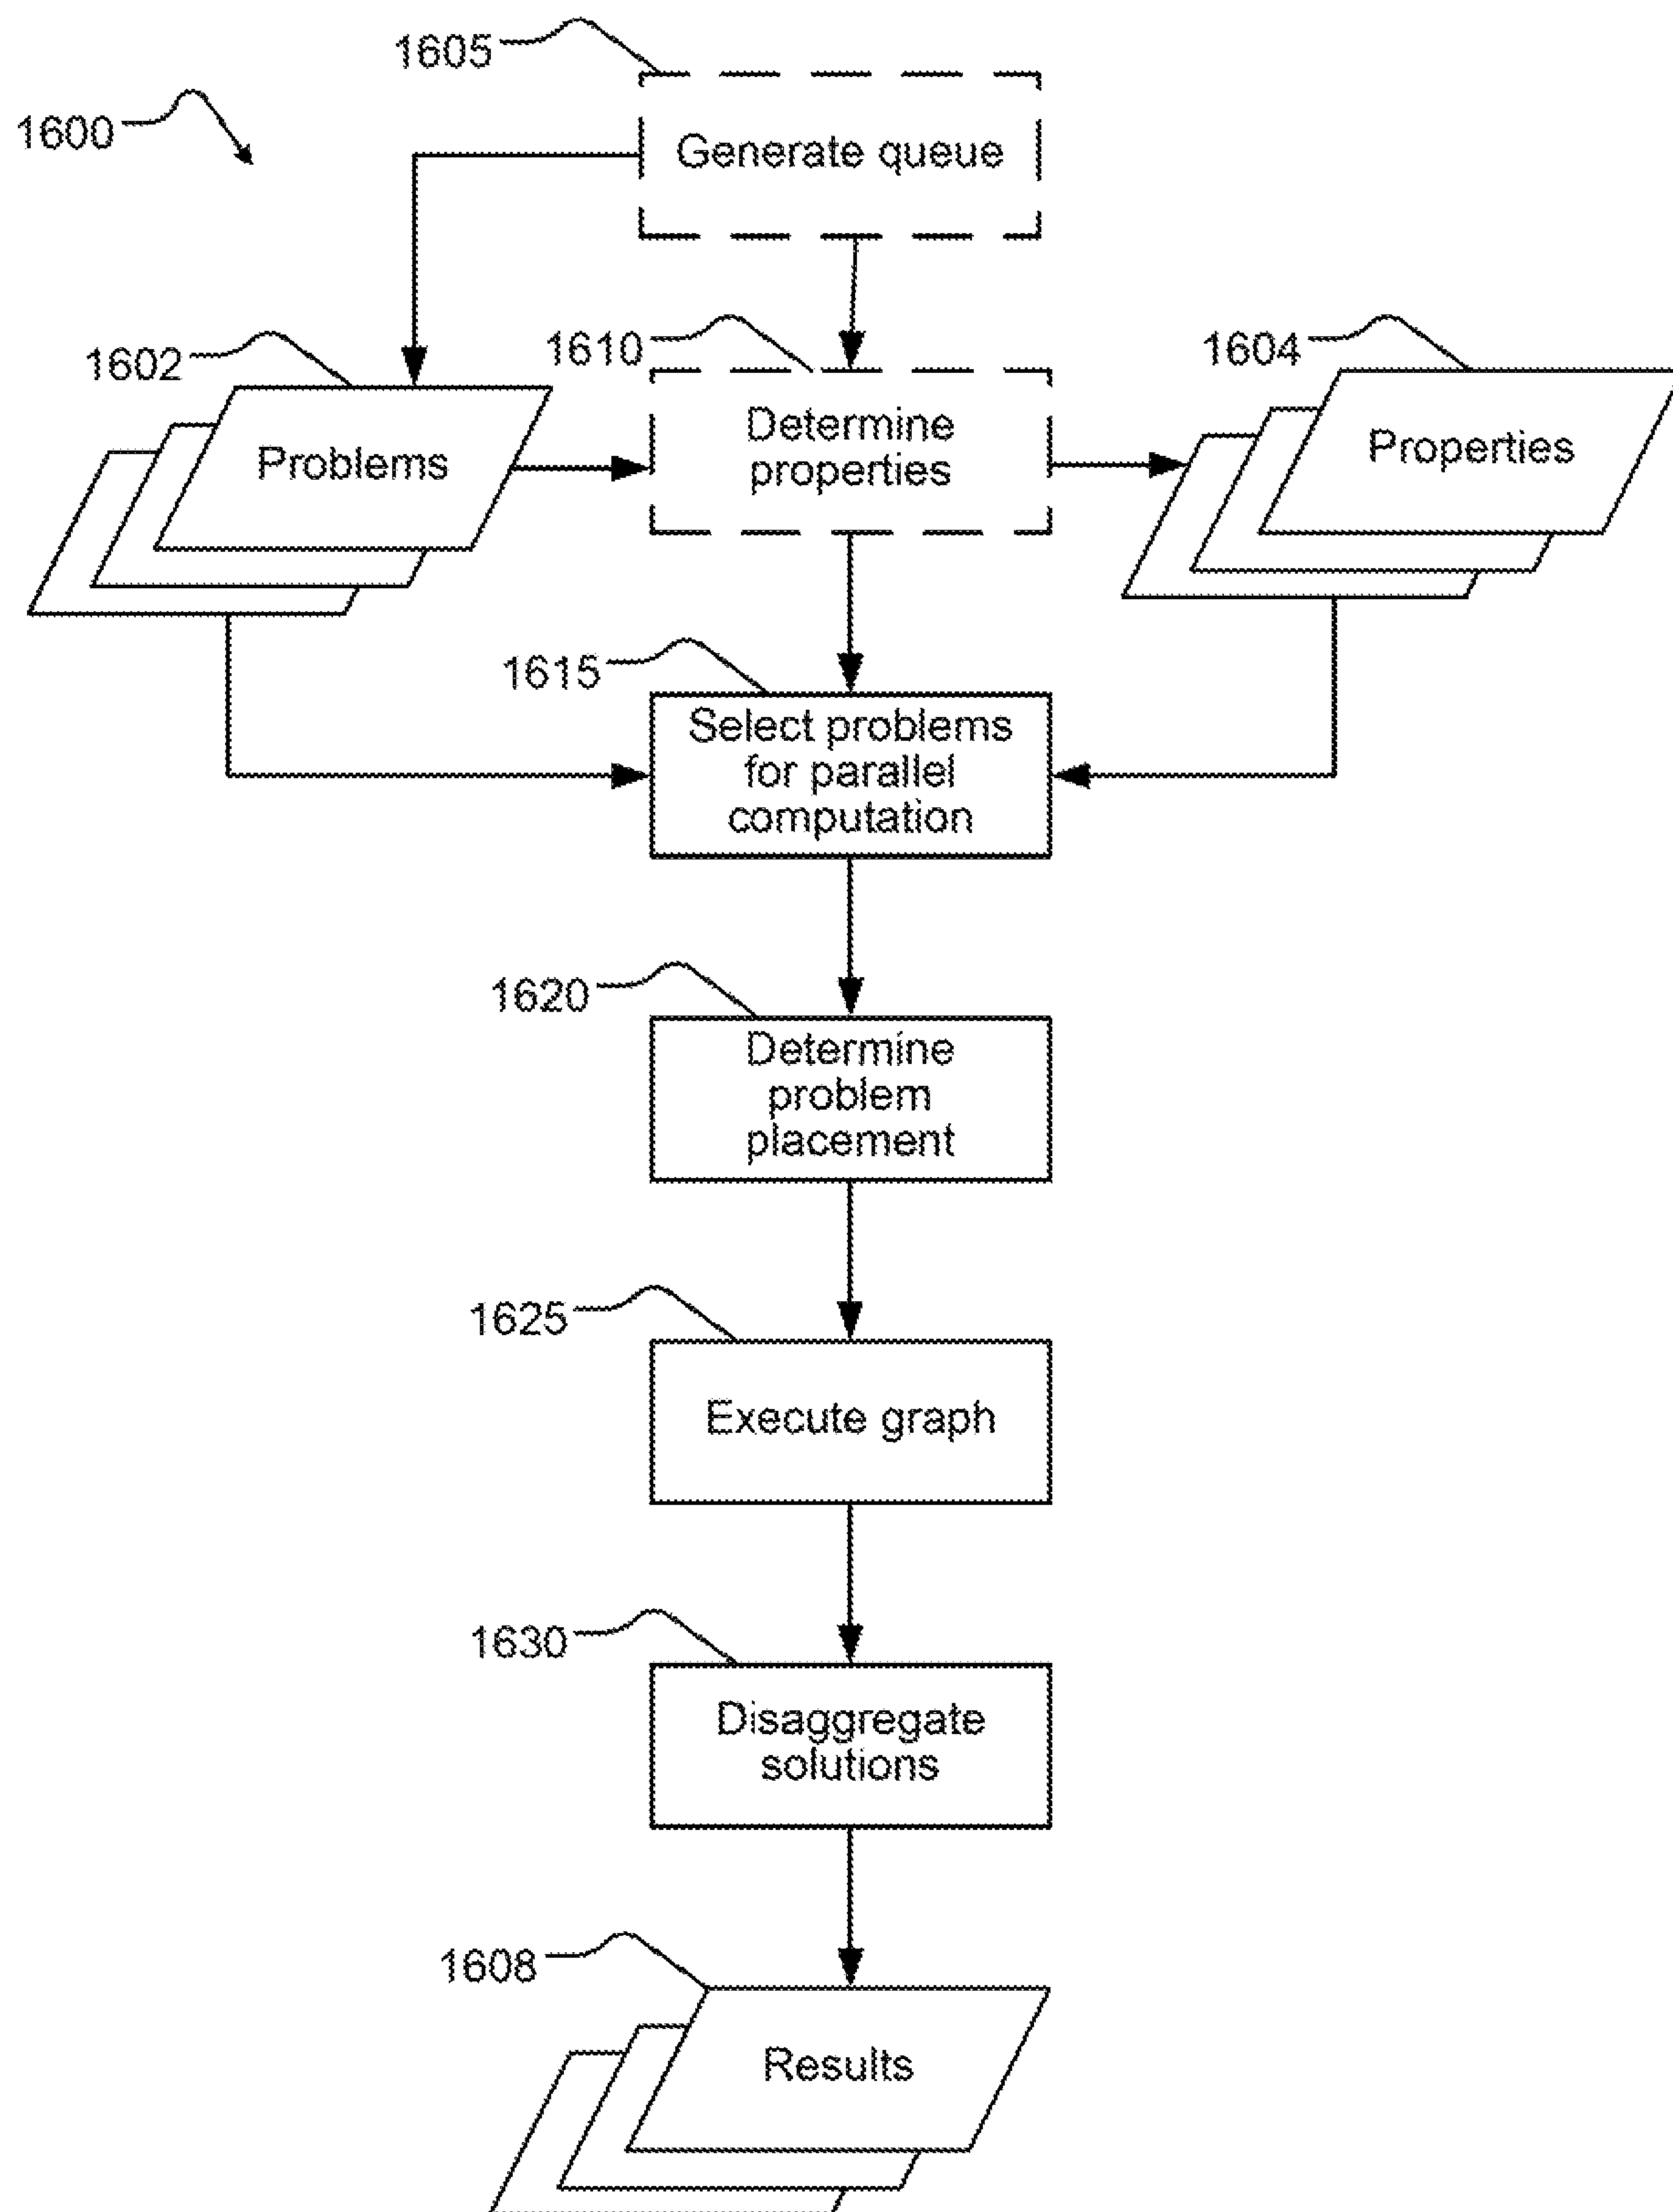 1605
1600
Generate queue
1602
1610
1604
Problems
Determine
properties
Properties
1615
Select problems
for parallel
computation
1620
Determine
problem
placement
1625
Execute graph
1630
Disaggregate
solutions
1608
Results